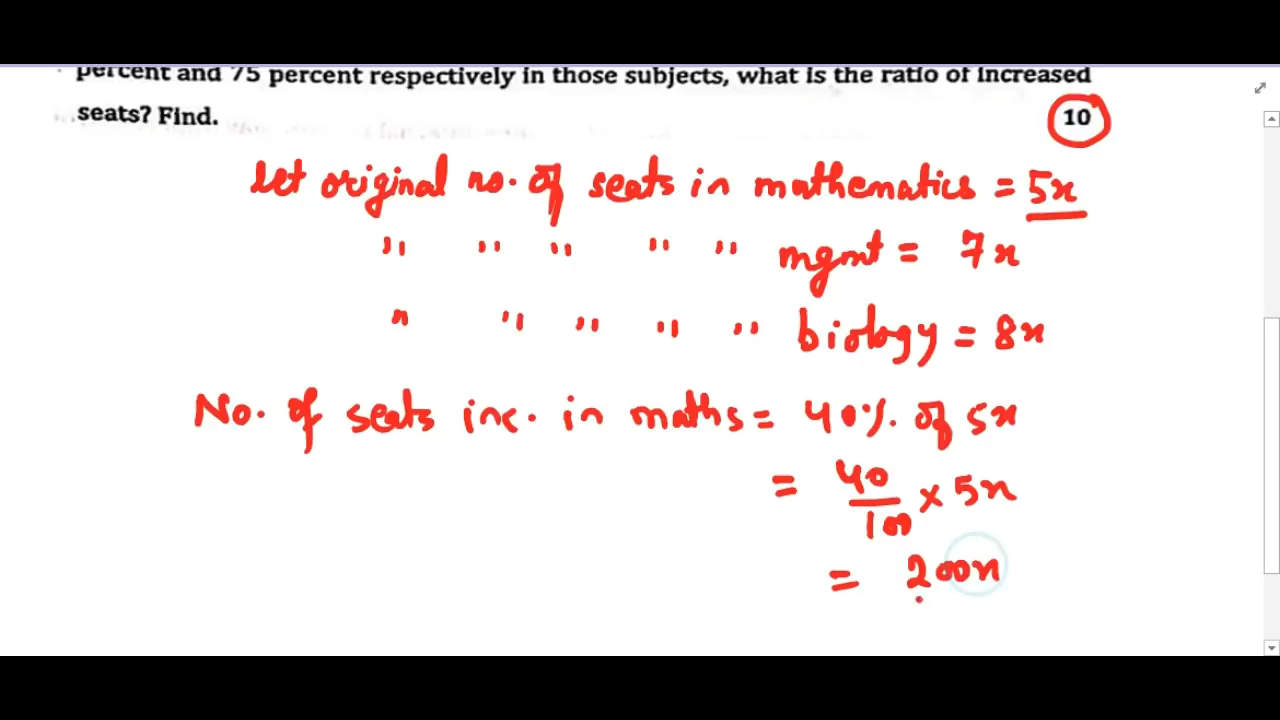 percent and 75 percent respectively in those subjects, what is the ratio of increased
seats? Find. 10
let original no. of seats in mathematics = 5x
" " " " " mgmt = 7x
" " " " " biology = 8x
No. of seats inc. in maths = 40% of 5x
= 40/100 × 5x
= 200x